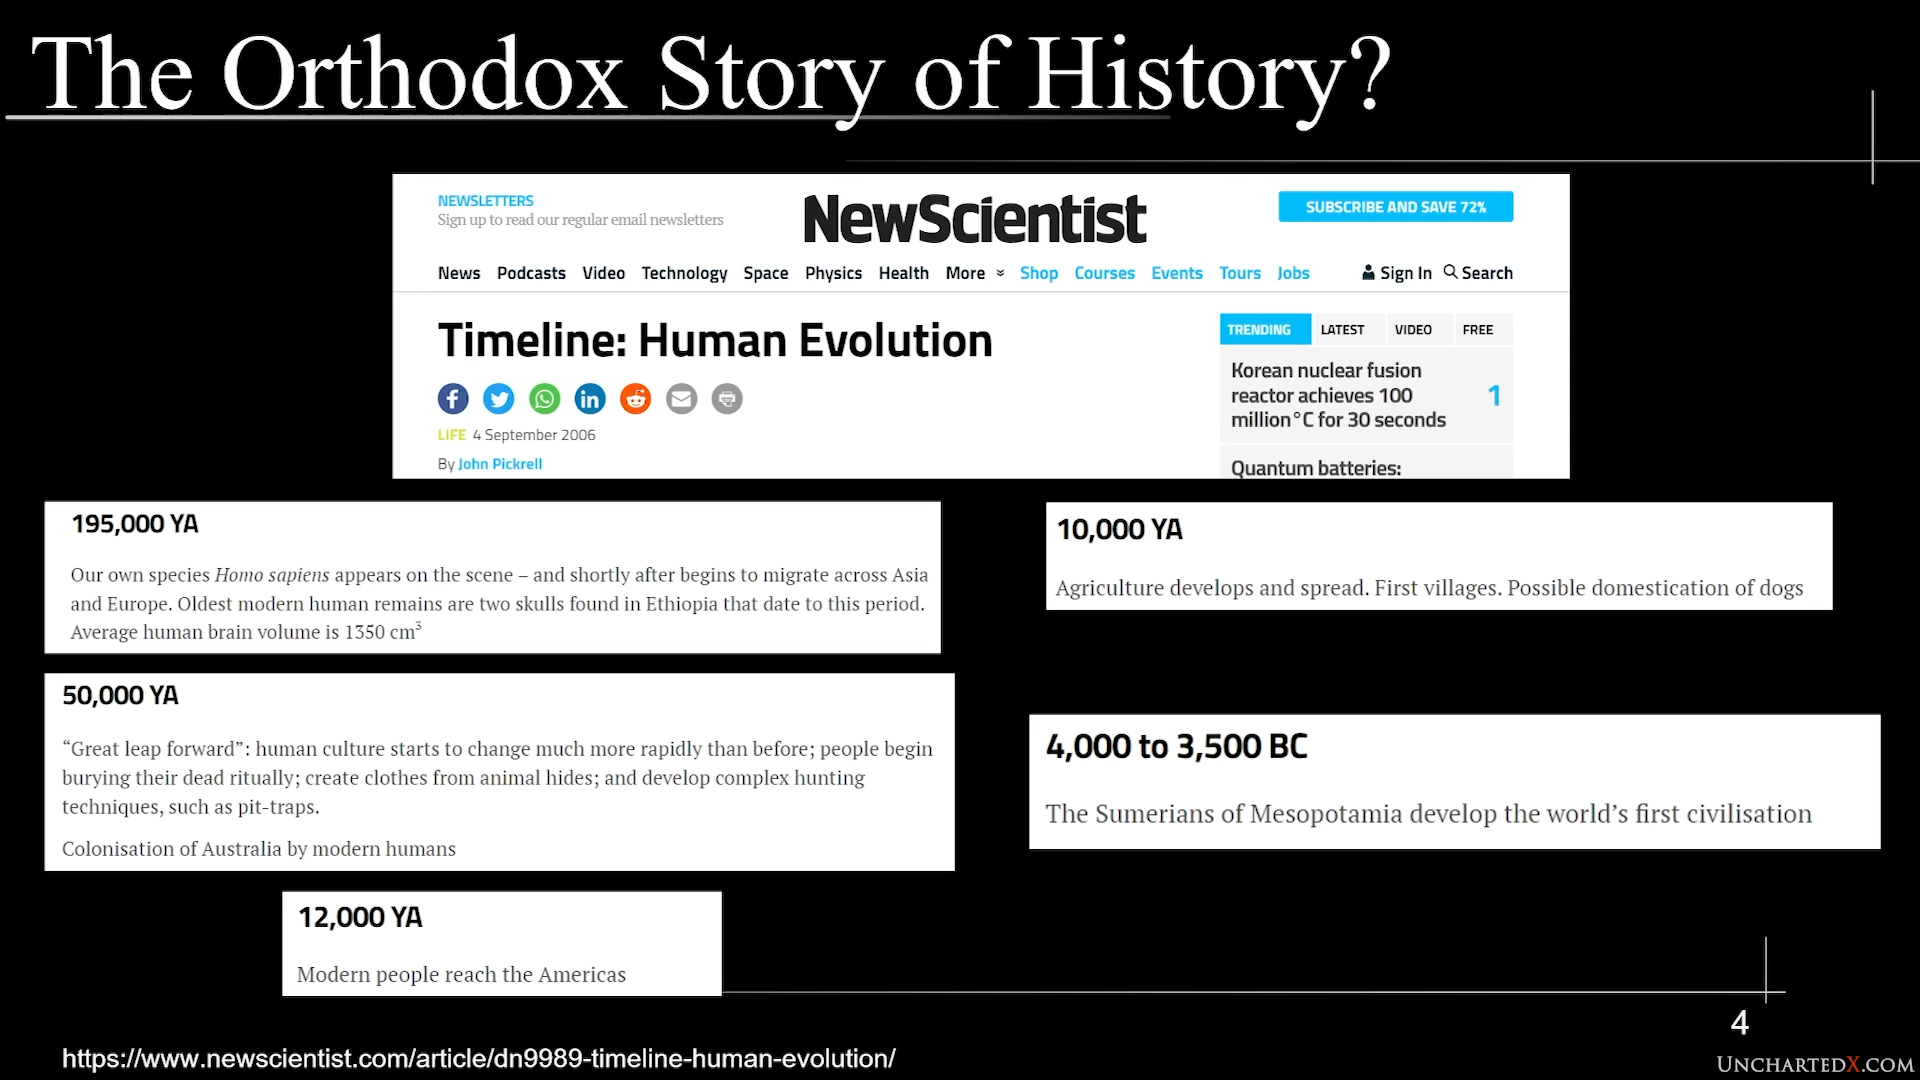 The Orthodox Story of History?
NEWSLETTERS
Sign up to read our regular email newsletters
NewScientist
SUBSCRIBE AND SAVE 72%
News Podcasts Video Technology Space Physics Health More Shop Courses Events Tours Jobs Sign In Search
Timeline: Human Evolution
LIFE 4 September 2006
By John Pickrell
TRENDING LATEST VIDEO FREE
Korean nuclear fusion
reactor achieves 100
million°C for 30 seconds
1
Quantum batteries:
195,000 YA
Our own species Homo sapiens appears on the scene – and shortly after begins to migrate across Asia
and Europe. Oldest modern human remains are two skulls found in Ethiopia that date to this period.
Average human brain volume is 1350 cm³
50,000 YA
“Great leap forward”: human culture starts to change much more rapidly than before; people begin
burying their dead ritually; create clothes from animal hides; and develop complex hunting
techniques, such as pit-traps.
Colonisation of Australia by modern humans
12,000 YA
Modern people reach the Americas
10,000 YA
Agriculture develops and spread. First villages. Possible domestication of dogs
4,000 to 3,500 BC
The Sumerians of Mesopotamia develop the world’s first civilisation
4
https://www.newscientist.com/article/dn9989-timeline-human-evolution/
UNCHARTEDX.COM